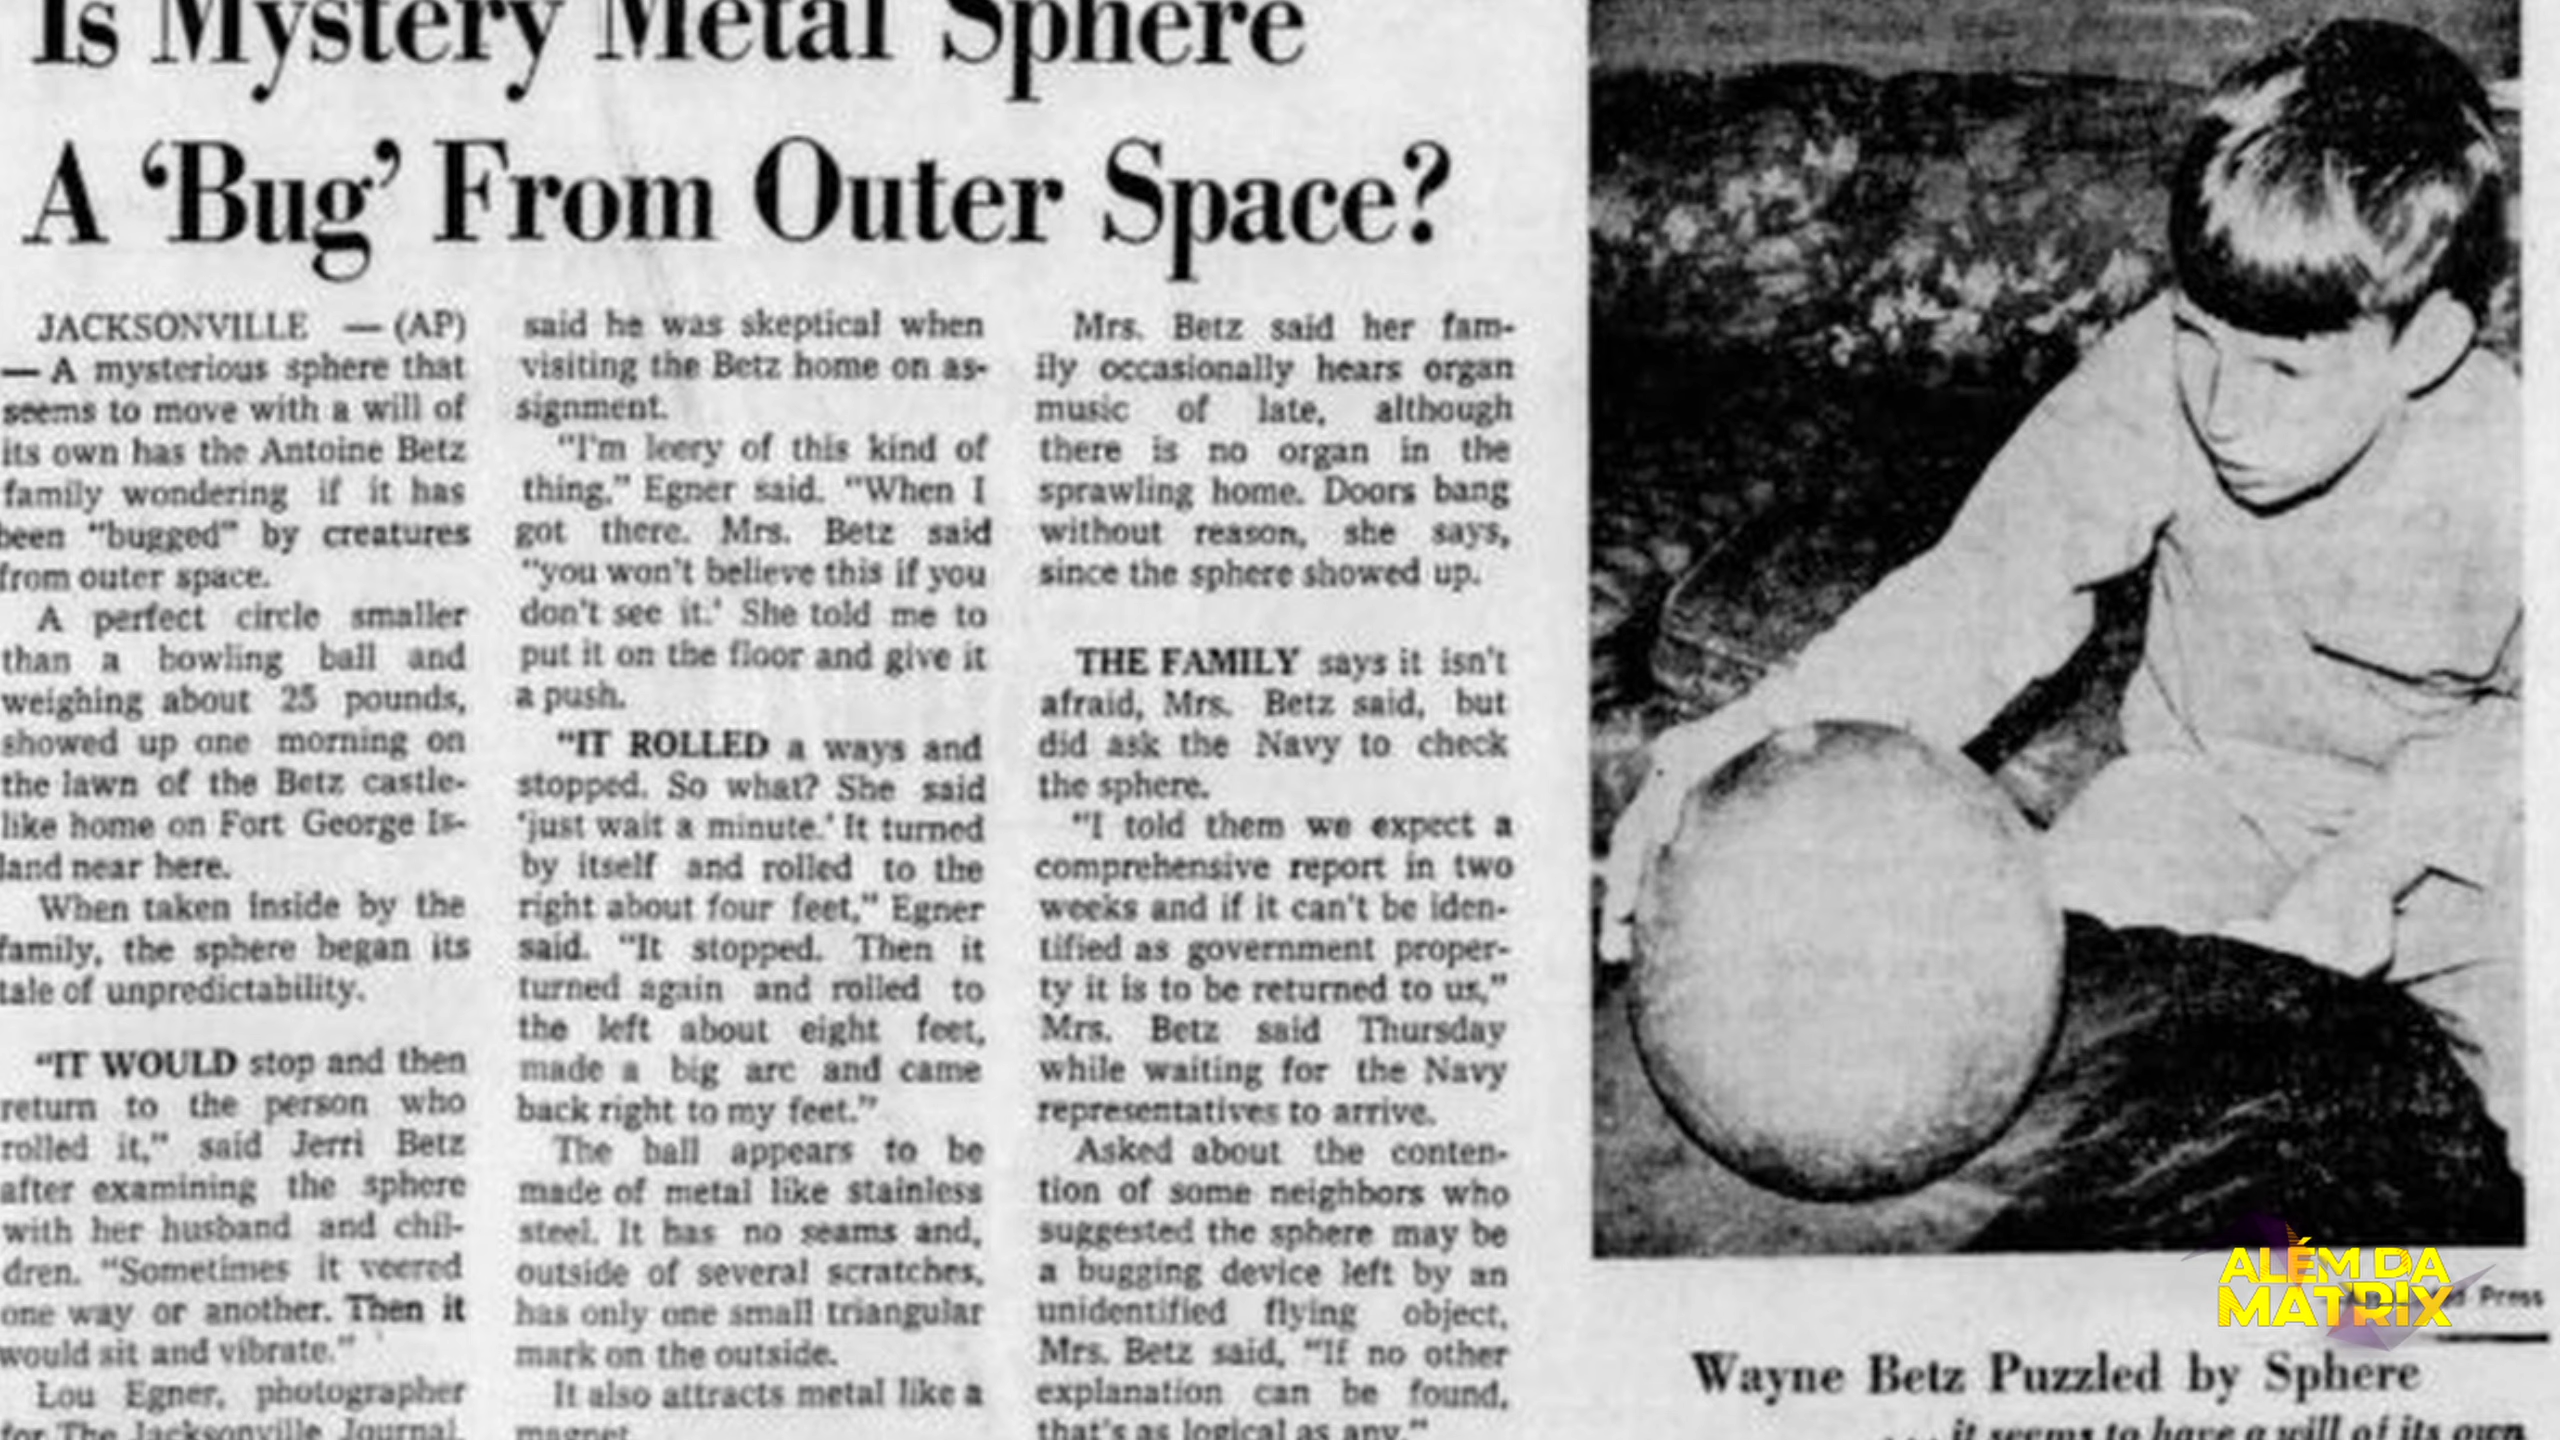 Is Mystery Metal Sphere
A ‘Bug’ From Outer Space?
JACKSONVILLE — (AP)
— A mysterious sphere that
seems to move with a will of
its own has the Antoine Betz
family wondering if it has
been "bugged" by creatures
from outer space.
A perfect circle smaller
than a bowling ball and
weighing about 25 pounds,
showed up one morning on
the lawn of the Betz castle-
like home on Fort George Is-
land near here.
When taken inside by the
family, the sphere began its
tale of unpredictability.
"IT WOULD stop and then
return to the person who
rolled it," said Jerri Betz
after examining the sphere
with her husband and chil-
dren. "Sometimes it veered
one way or another. Then it
would sit and vibrate."
Lou Egner, photographer
for The Jacksonville Journal,
said he was skeptical when
visiting the Betz home on as-
signment.
"I'm leery of this kind of
thing," Egner said. "When I
got there. Mrs. Betz said
"you won't believe this if you
don't see it.' She told me to
put it on the floor and give it
a push.
"IT ROLLED a ways and
stopped. So what? She said
'just wait a minute.' It turned
by itself and rolled to the
right about four feet," Egner
said. "It stopped. Then it
turned again and rolled to
the left about eight feet,
made a big arc and came
back right to my feet."
The ball appears to be
made of metal like stainless
steel. It has no seams and,
outside of several scratches,
has only one small triangular
mark on the outside.
It also attracts metal like a
magnet.
Mrs. Betz said her fam-
ily occasionally hears organ
music of late, although
there is no organ in the
sprawling home. Doors bang
without reason, she says,
since the sphere showed up.
THE FAMILY says it isn't
afraid, Mrs. Betz said, but
did ask the Navy to check
the sphere.
"I told them we expect a
comprehensive report in two
weeks and if it can't be iden-
tified as government proper-
ty it is to be returned to us,"
Mrs. Betz said Thursday
while waiting for the Navy
representatives to arrive.
Asked about the conten-
tion of some neighbors who
suggested the sphere may be
a bugging device left by an
unidentified flying object,
Mrs. Betz said, "If no other
explanation can be found,
that's as logical as any."
ALÉM DA
MATRIX
Press
Wayne Betz Puzzled by Sphere
. . . it seems to have a will of its own